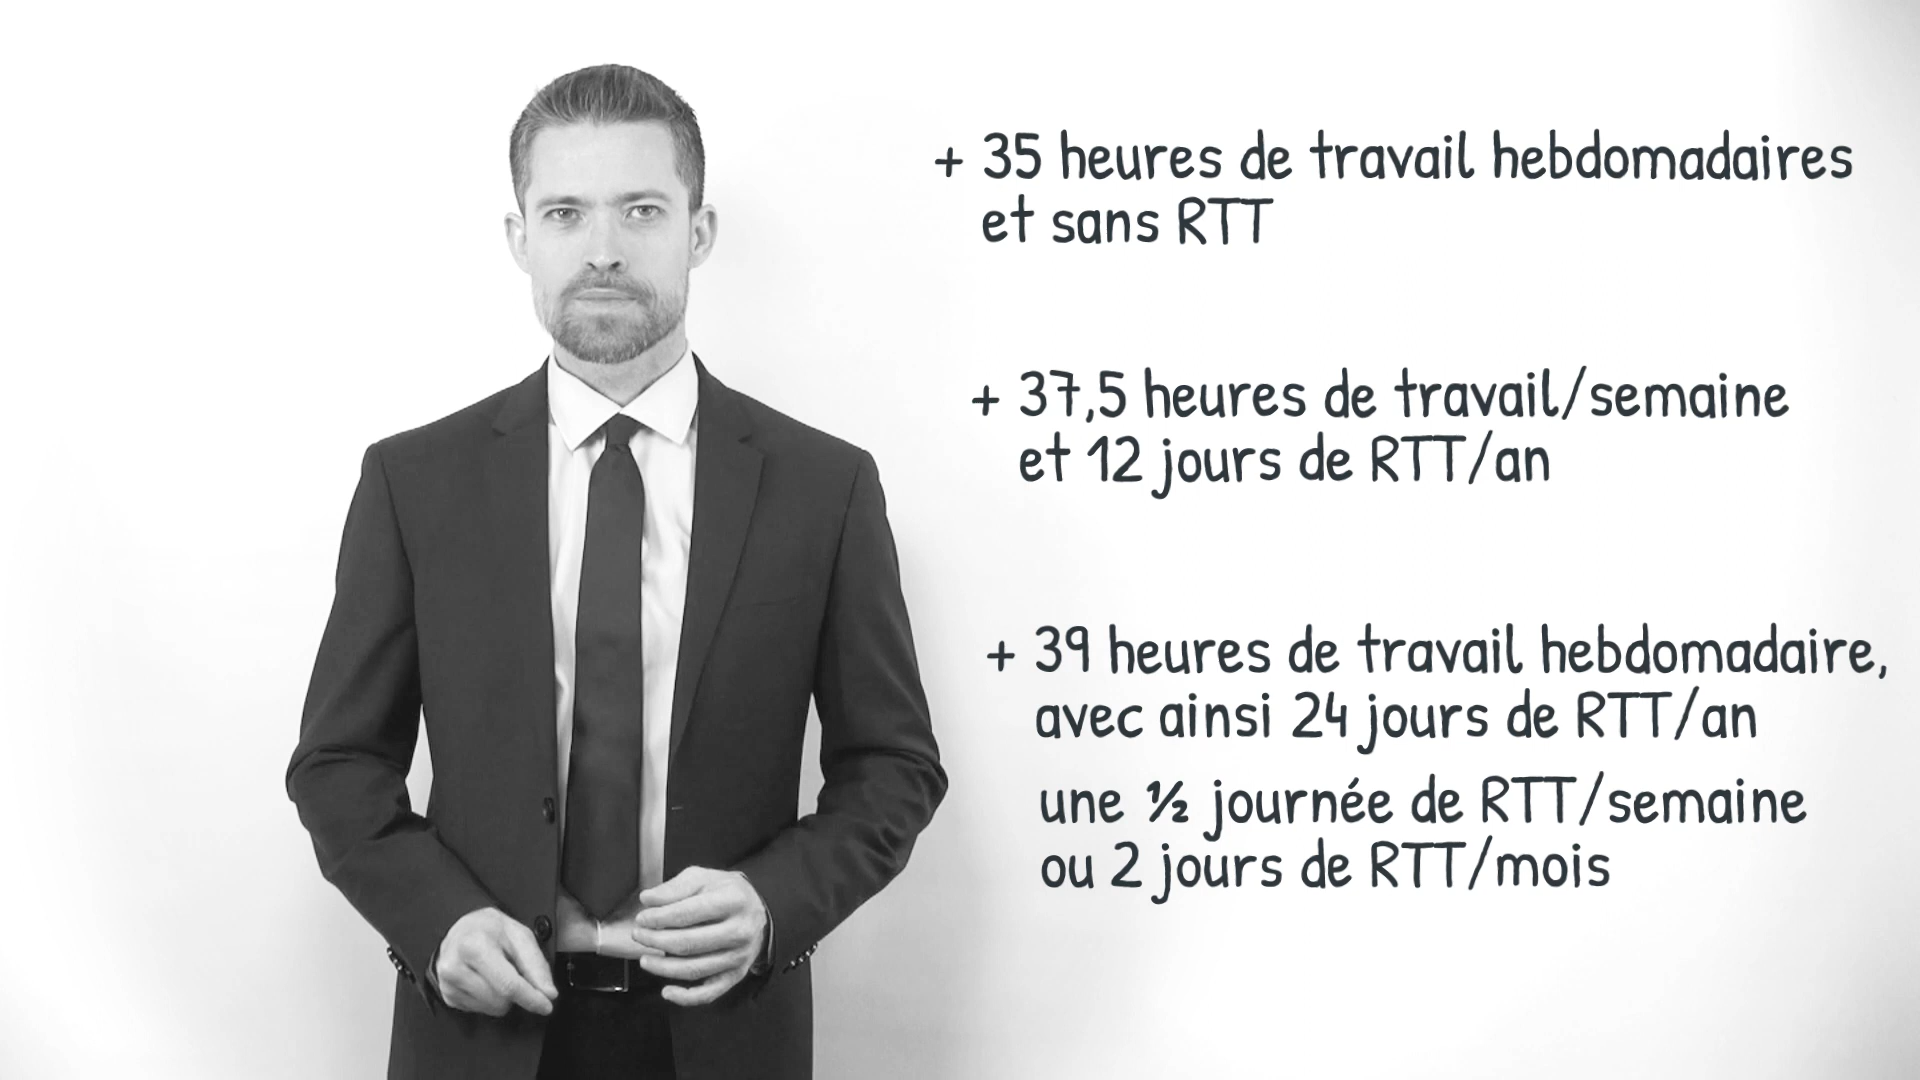 + 35 heures de travail hebdomadaires
et sans RTT
+ 37,5 heures de travail/semaine
et 12 jours de RTT/an
+ 39 heures de travail hebdomadaire,
avec ainsi 24 jours de RTT/an
une ½ journée de RTT/semaine
ou 2 jours de RTT/mois